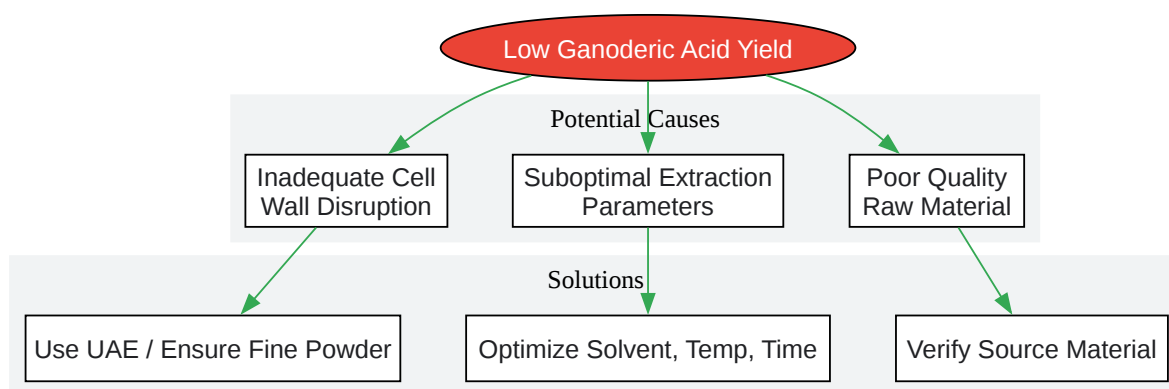 Low Ganoderic Acid Yield
Potential Causes
Inadequate Cell
Wall Disruption
Suboptimal Extraction
Parameters
Poor Quality
Raw Material
Solutions
Use UAE / Ensure Fine Powder
Optimize Solvent, Temp, Time
Verify Source Material